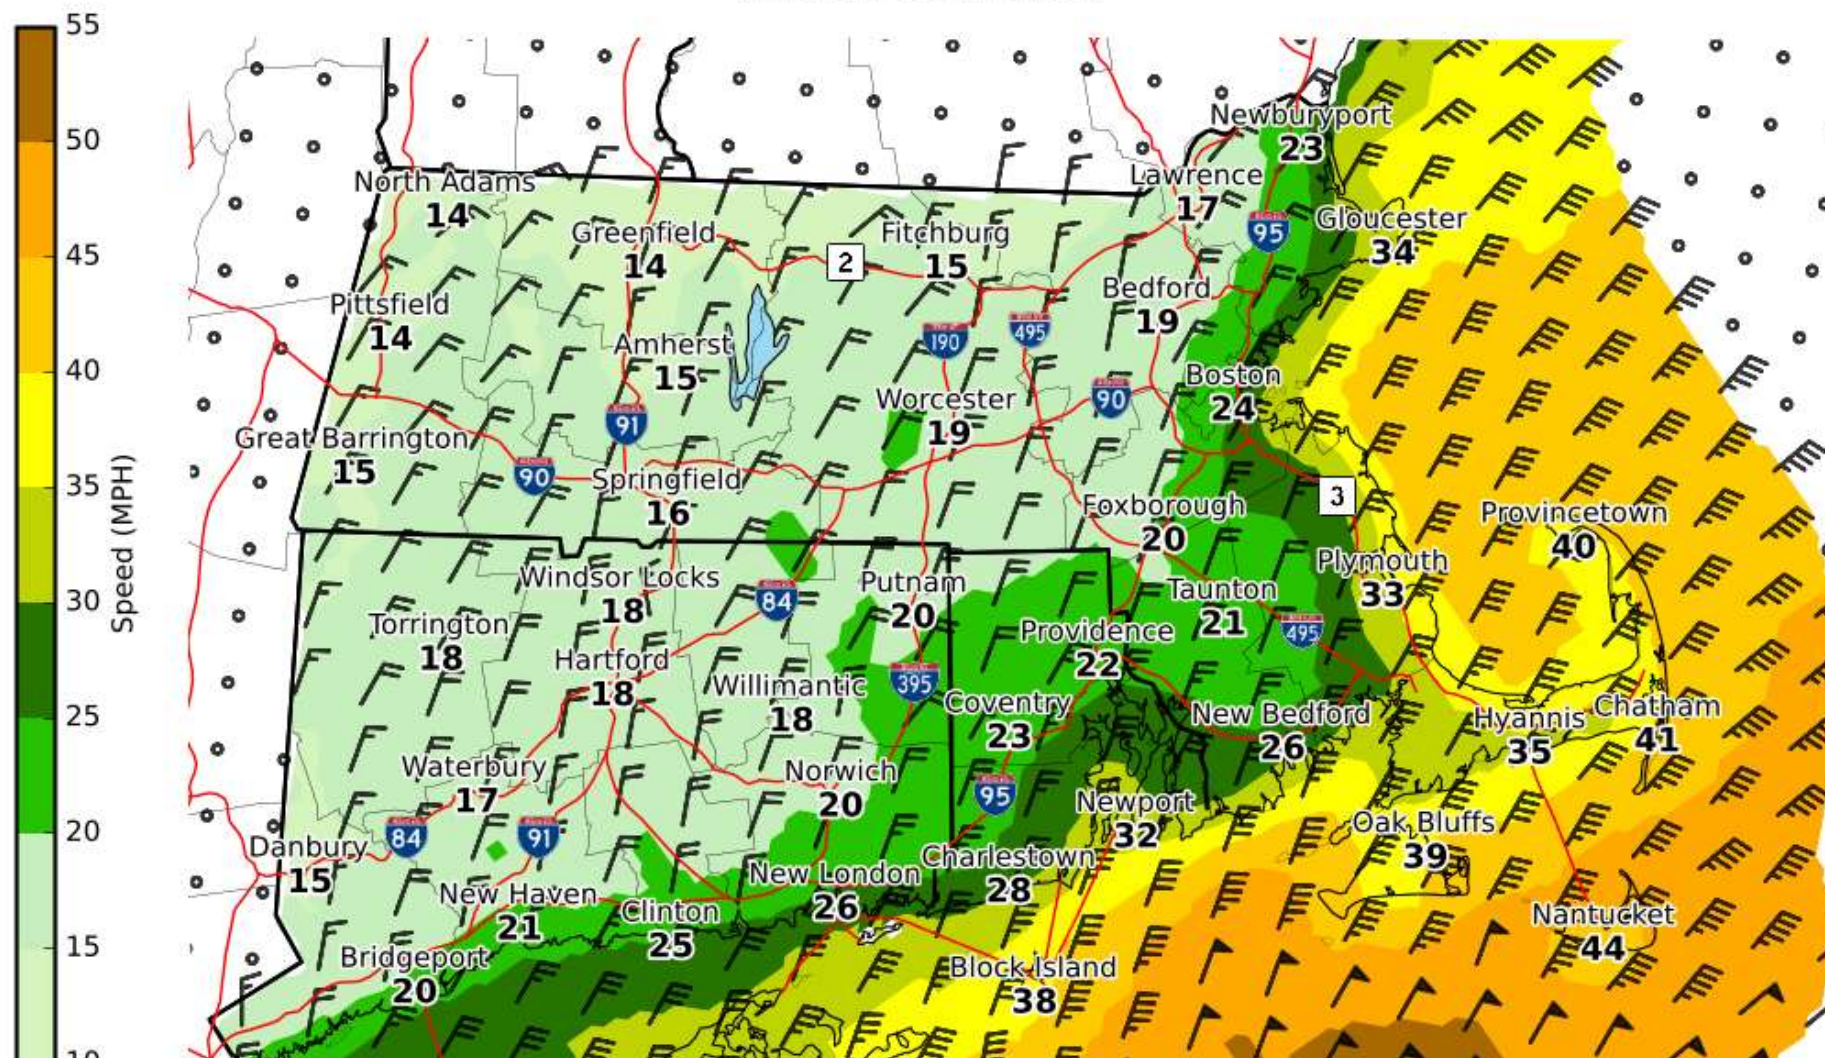 55
50
45
40
35
30
25
20
15
Speed (MPH)
Newburyport
23
North Adams
14
Lawrence
17
Greenfield
14
2
Fitchburg
15
95
Gloucester
34
Pittsfield
14
Bedford
19
Amherst
15
190
495
Boston
24
Worcester
19
90
91
Great Barrington
15
90
Springfield
16
3
Foxborough
20
Provincetown
40
Windsor Locks
18
84
Putnam
20
Plymouth
33
Taunton
21
495
Torrington
18
Providence
22
Hartford
18
395
Willimantic
18
Coventry
23
New Bedford
26
Hyannis
35
Chatham
41
Waterbury
17
Norwich
20
95
Newport
32
84
91
Danbury
15
Oak Bluffs
39
Charlestown
28
New London
26
New Haven
21
Clinton
25
Nantucket
44
Bridgeport
20
Block Island
38